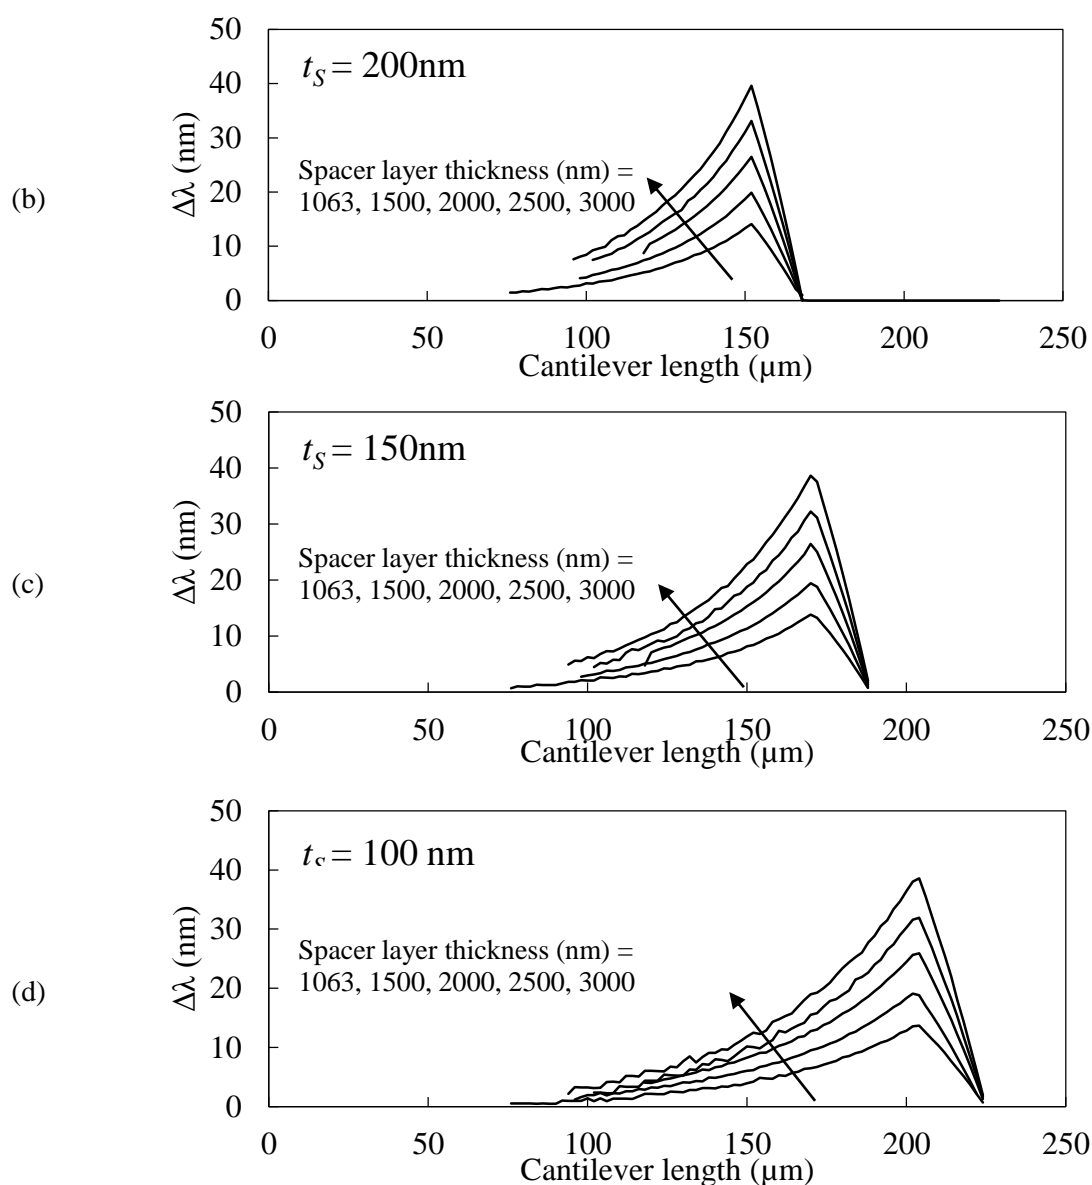 (b)
Δλ (nm)
50
40
30
20
10
0
t_S = 200nm
Spacer layer thickness (nm) =
1063, 1500, 2000, 2500, 3000
0 50 100 150 200 250
Cantilever length (µm)
(c)
Δλ (nm)
50
40
30
20
10
0
t_S = 150nm
Spacer layer thickness (nm) =
1063, 1500, 2000, 2500, 3000
0 50 100 150 200 250
Cantilever length (µm)
(d)
Δλ (nm)
50
40
30
20
10
0
t_S = 100 nm
Spacer layer thickness (nm) =
1063, 1500, 2000, 2500, 3000
0 50 100 150 200 250
Cantilever length (µm)